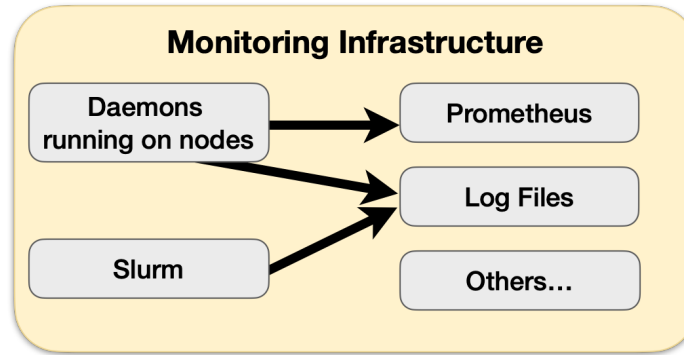 Monitoring Infrastructure
Daemons
running on nodes
Prometheus
Log Files
Slurm
Others...